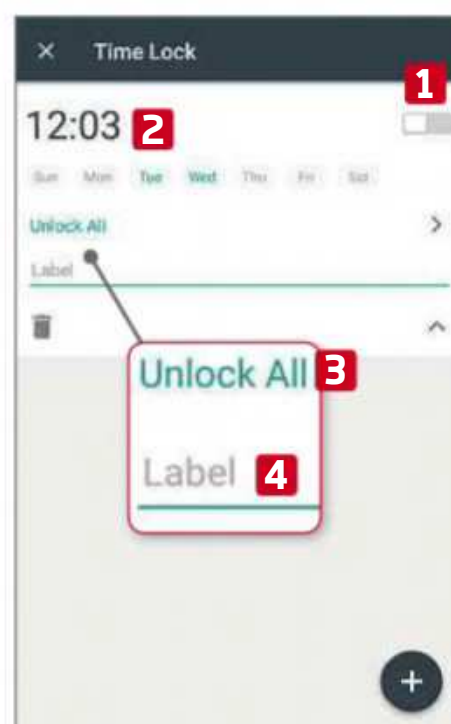 × Time Lock
1
12:03 2
Sun Mon Tue Wed Thu Fri Sat
Unlock All >
Label
Unlock All 3
Label 4
+